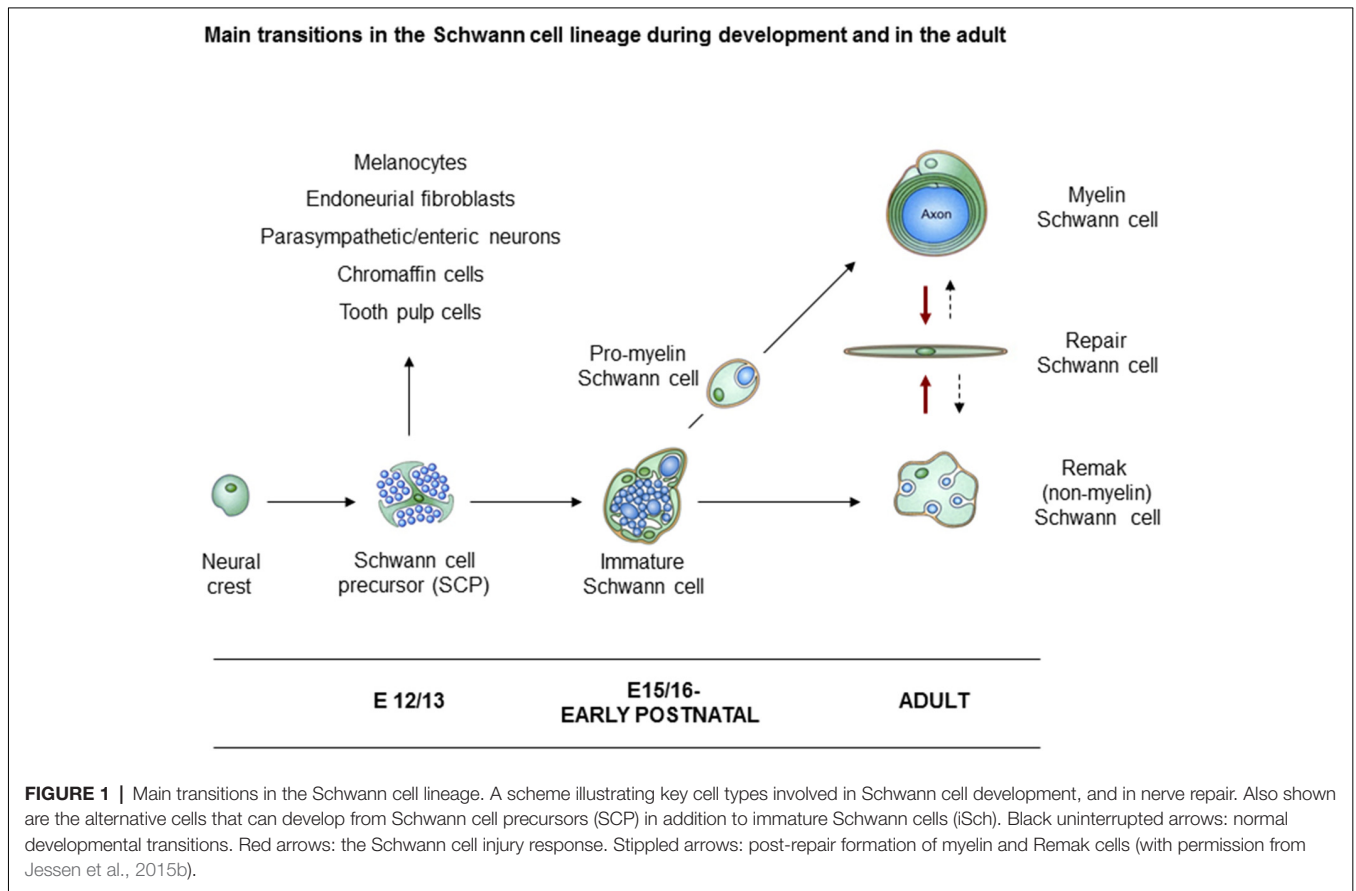 Main transitions in the Schwann cell lineage during development and in the adult
Melanocytes
Endoneurial fibroblasts
Parasympathetic/enteric neurons
Chromaffin cells
Tooth pulp cells
Axon
Myelin
Schwann cell
Pro-myelin
Schwann cell
Repair
Schwann cell
Remak
(non-myelin)
Schwann cell
Neural
crest
Schwann cell
precursor (SCP)
Immature
Schwann cell
E 12/13
E15/16-
EARLY POSTNATAL
ADULT
FIGURE 1 | Main transitions in the Schwann cell lineage. A scheme illustrating key cell types involved in Schwann cell development, and in nerve repair. Also shown
are the alternative cells that can develop from Schwann cell precursors (SCP) in addition to immature Schwann cells (iSch). Black uninterrupted arrows: normal
developmental transitions. Red arrows: the Schwann cell injury response. Stippled arrows: post-repair formation of myelin and Remak cells (with permission from
Jessen et al., 2015b).